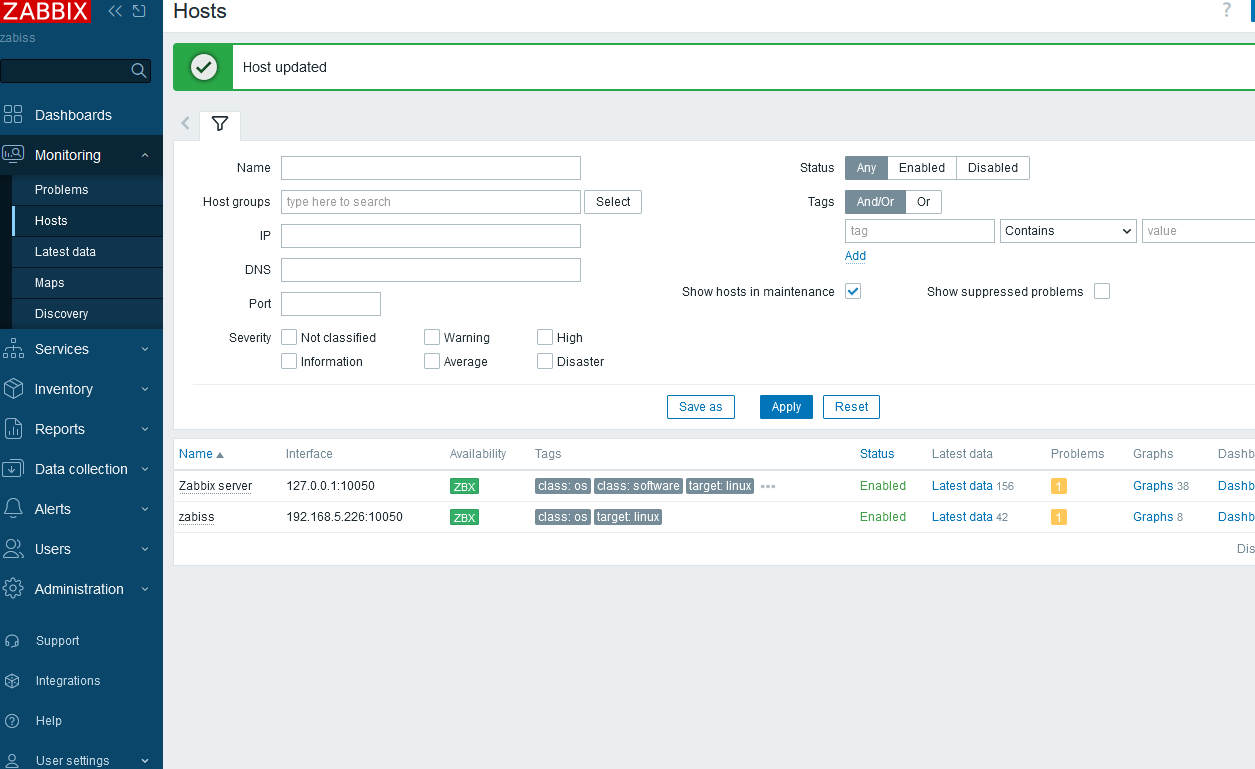 ZABBIX
zabiss
Dashboards
Monitoring
Problems
Hosts
Latest data
Maps
Discovery
Services
Inventory
Reports
Data collection
Alerts
Users
Administration
Support
Integrations
Help
User settings
Hosts
?
Host updated
Name
Host groups type here to search Select
IP
DNS
Port
Severity Not classified Warning High
Information Average Disaster
Status Any Enabled Disabled
Tags And/Or Or
tag Contains value
Add
Show hosts in maintenance Show suppressed problems
Save as Apply Reset
Name Interface Availability Tags Status Latest data Problems Graphs Dashb
Zabbix server 127.0.0.1:10050 ZBX class: os class: software target: linux ••• Enabled Latest data 156 1 Graphs 38 Dashb
zabiss 192.168.5.226:10050 ZBX class: os target: linux Enabled Latest data 42 1 Graphs 8 Dashb
Dis